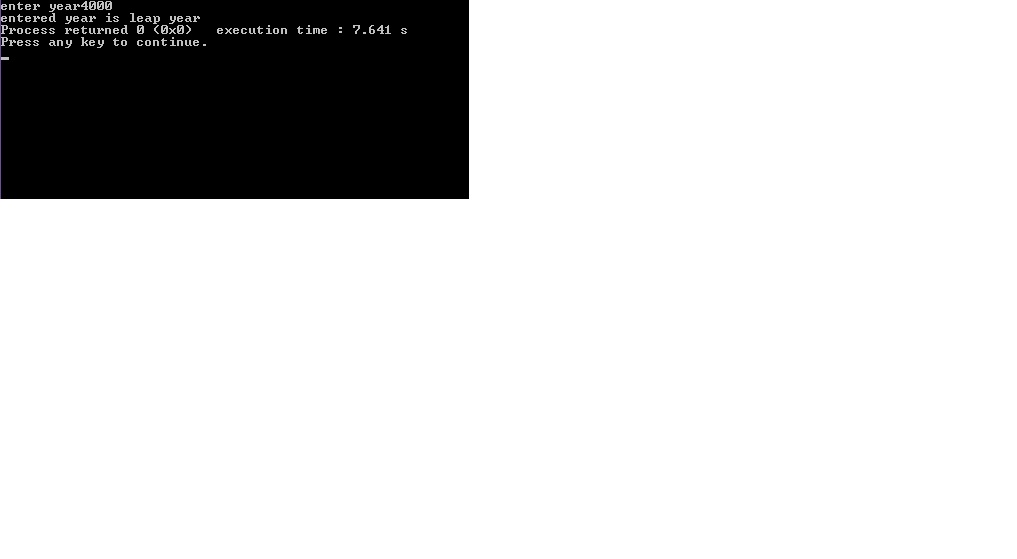 enter year4000
entered year is leap year
Process returned 0 (0x0)   execution time : 7.641 s
Press any key to continue.